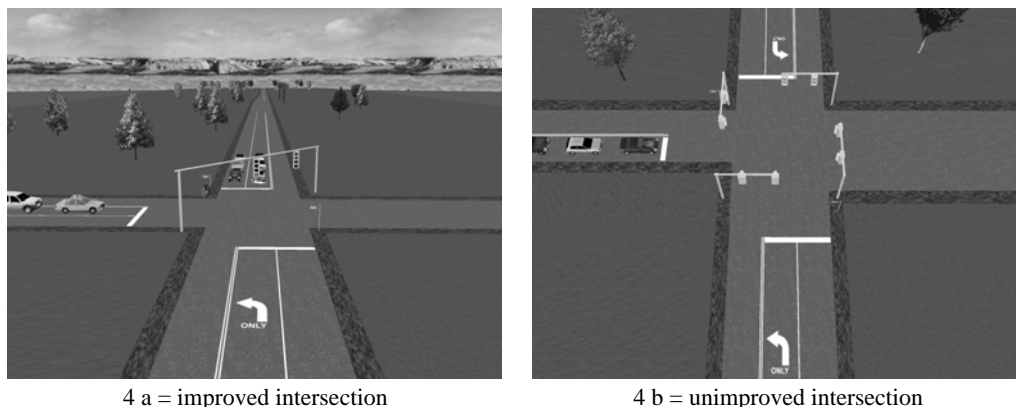 ONLY
ONLY
4 a = improved intersection
4 b = unimproved intersection